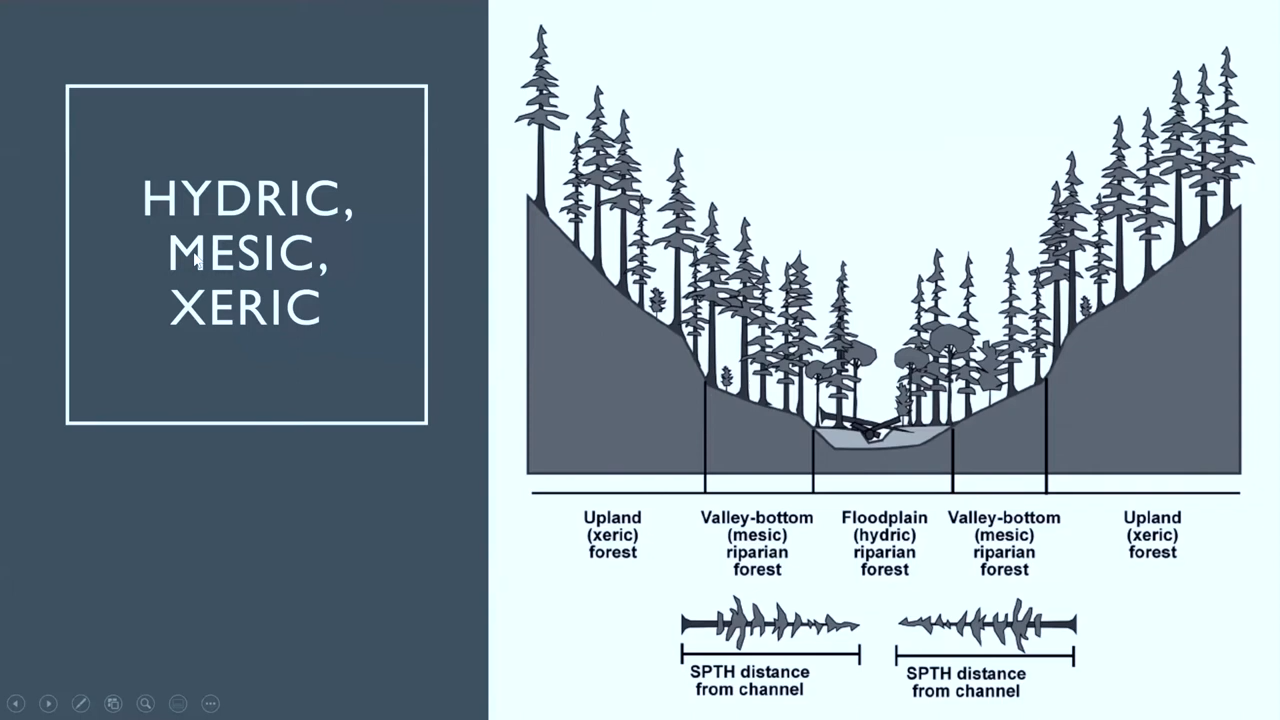 HYDRIC,
MESIC,
XERIC
Upland
(xeric)
forest
Valley-bottom
(mesic)
riparian
forest
Floodplain
(hydric)
riparian
forest
Valley-bottom
(mesic)
riparian
forest
Upland
(xeric)
forest
SPTH distance
from channel
SPTH distance
from channel